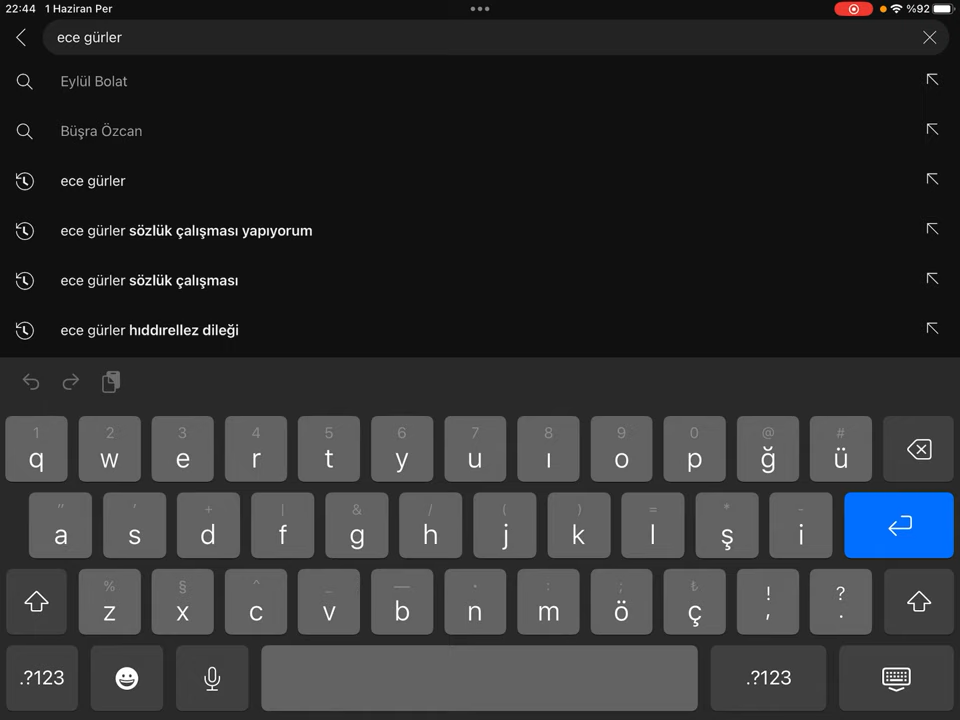 22:44 1 Haziran Per %92
ece gürler
Eylül Bolat
Büşra Özcan
ece gürler
ece gürler sözlük çalışması yapıyorum
ece gürler sözlük çalışması
ece gürler hıddırellez dileği
1 2 3 4 5 6 7 8 9 0 @ #
q w e r t y u ı o p ğ ü
" ' + | & / ( ) = * -
a s d f g h j k l ş i
% § ^ _ — · : ; ₺ ! ?
z x c v b n m ö ç , .
.?123 .?123